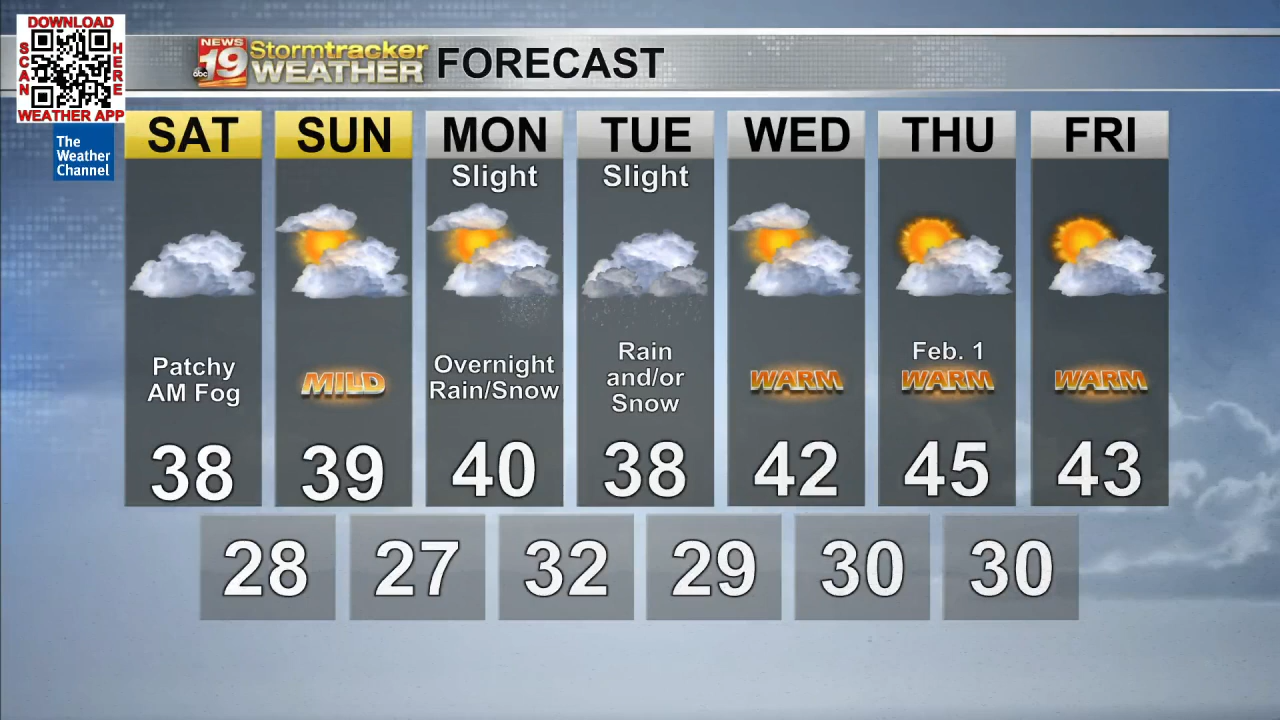 DOWNLOAD
SCAN
HERE
WEATHER APP
The
Weather
Channel
NEWS
abc 19
Stormtracker
WEATHER
FORECAST
SAT SUN MON TUE WED THU FRI
Slight Slight
Patchy
AM Fog
MILD
Overnight
Rain/Snow
Rain
and/or
Snow
WARM
Feb. 1
WARM
WARM
38 39 40 38 42 45 43
28 27 32 29 30 30